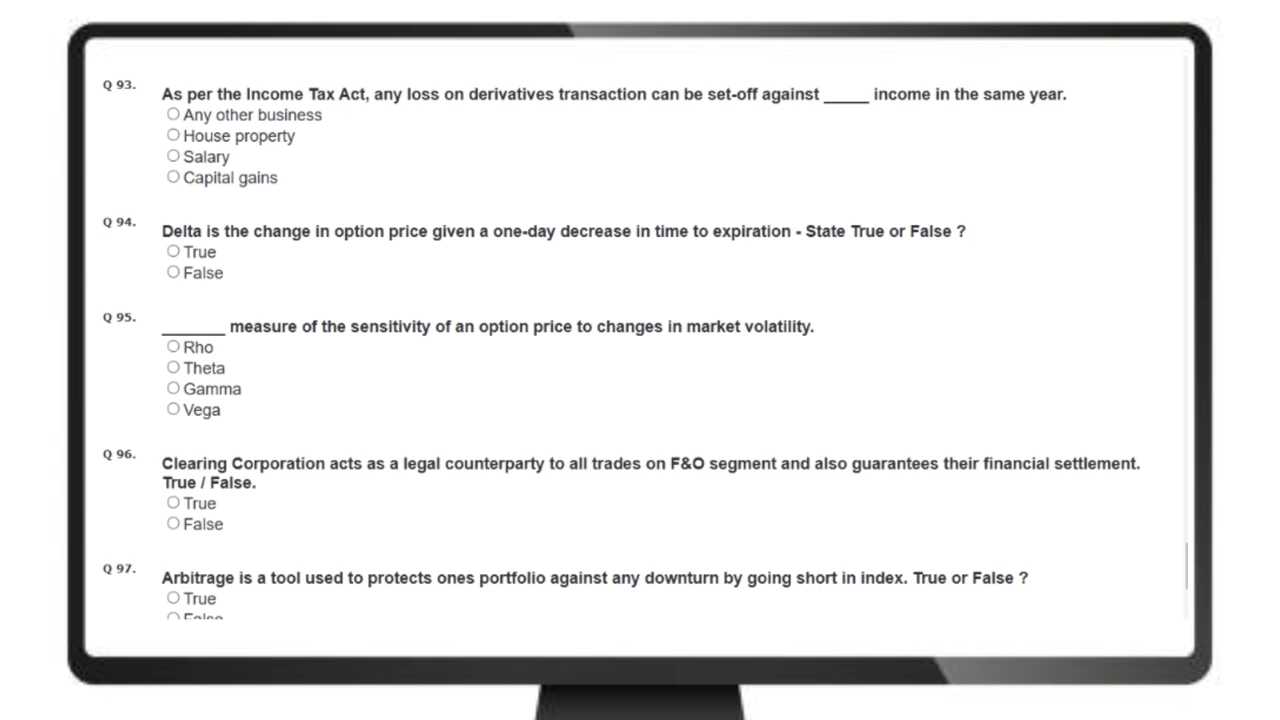 Q 93.
As per the Income Tax Act, any loss on derivatives transaction can be set-off against _____ income in the same year.
Any other business
House property
Salary
Capital gains
Q 94.
Delta is the change in option price given a one-day decrease in time to expiration - State True or False ?
True
False
Q 95.
_______ measure of the sensitivity of an option price to changes in market volatility.
Rho
Theta
Gamma
Vega
Q 96.
Clearing Corporation acts as a legal counterparty to all trades on F&O segment and also guarantees their financial settlement.
True / False.
True
False
Q 97.
Arbitrage is a tool used to protects ones portfolio against any downturn by going short in index. True or False ?
True
False